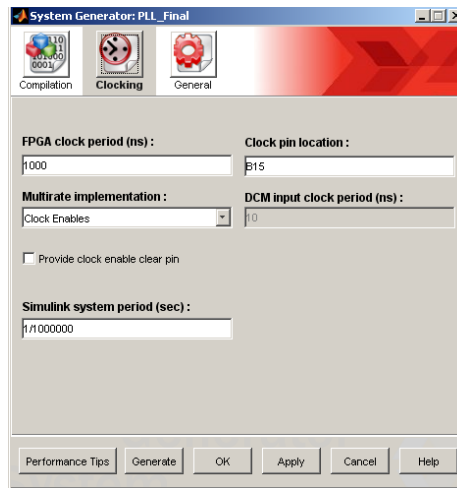 System Generator: PLL_Final
Compilation
Clocking
General
FPGA clock period (ns) :
Clock pin location :
1000
B15
Multirate implementation :
DCM input clock period (ns) :
Clock Enables
10
Provide clock enable clear pin
Simulink system period (sec) :
1/1000000
Performance Tips
Generate
OK
Apply
Cancel
Help